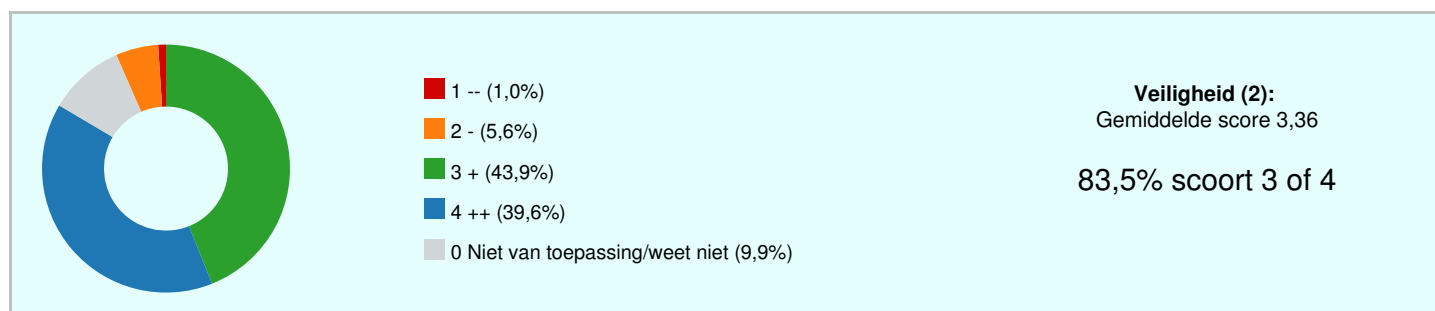 1 -- (1,0%)
2 - (5,6%)
3 + (43,9%)
4 ++ (39,6%)
0 Niet van toepassing/weet niet (9,9%)
Veiligheid (2):
Gemiddelde score 3,36
83,5% scoort 3 of 4